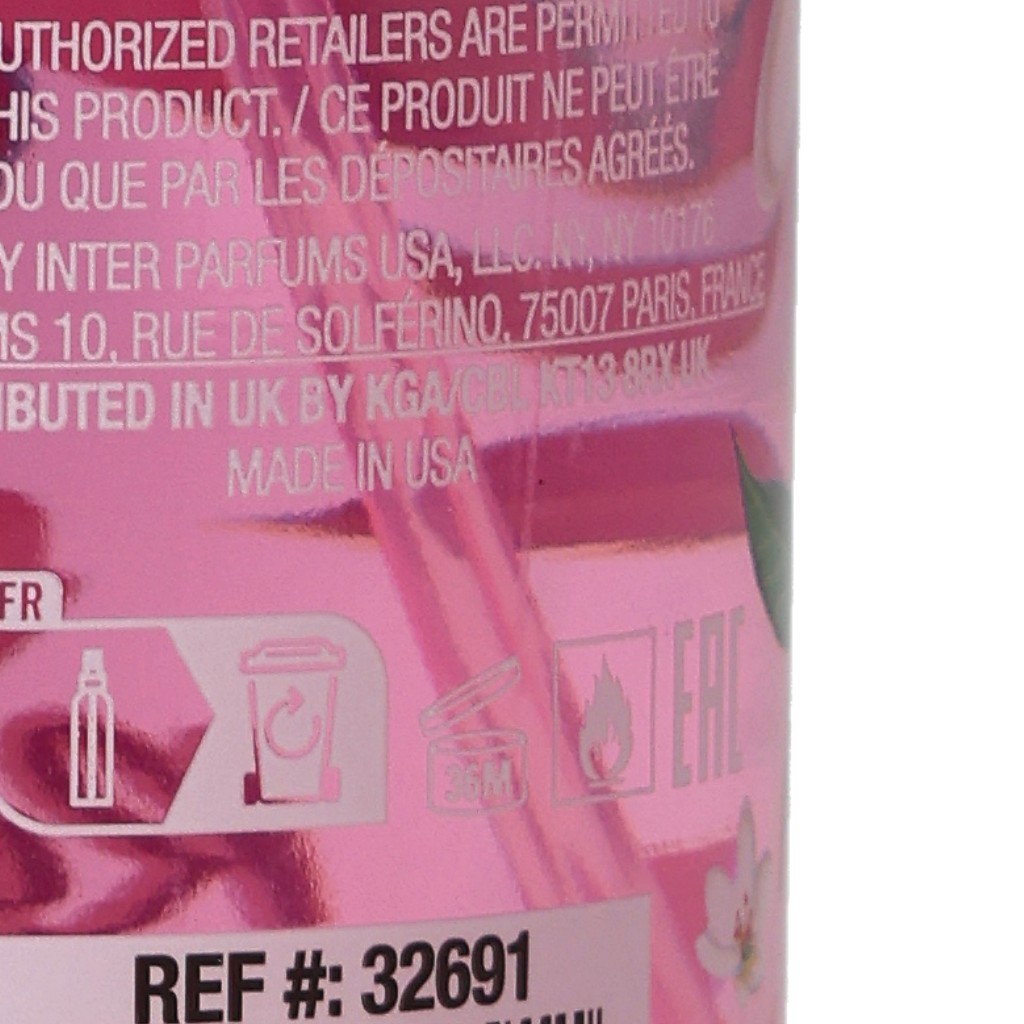 UTHORIZED RETAILERS ARE PERMITTED TO
HIS PRODUCT. / CE PRODUIT NE PEUT ÊTRE
DU QUE PAR LES DÉPOSITAIRES AGRÉÉS.
Y INTER PARFUMS USA, LLC. NY, NY 10176
MS 10, RUE DE SOLFÉRINO, 75007 PARIS, FRANCE
IBUTED IN UK BY KGA/CBL KT13 8RX UK
MADE IN USA
FR
36M
EAC
REF #: 32691